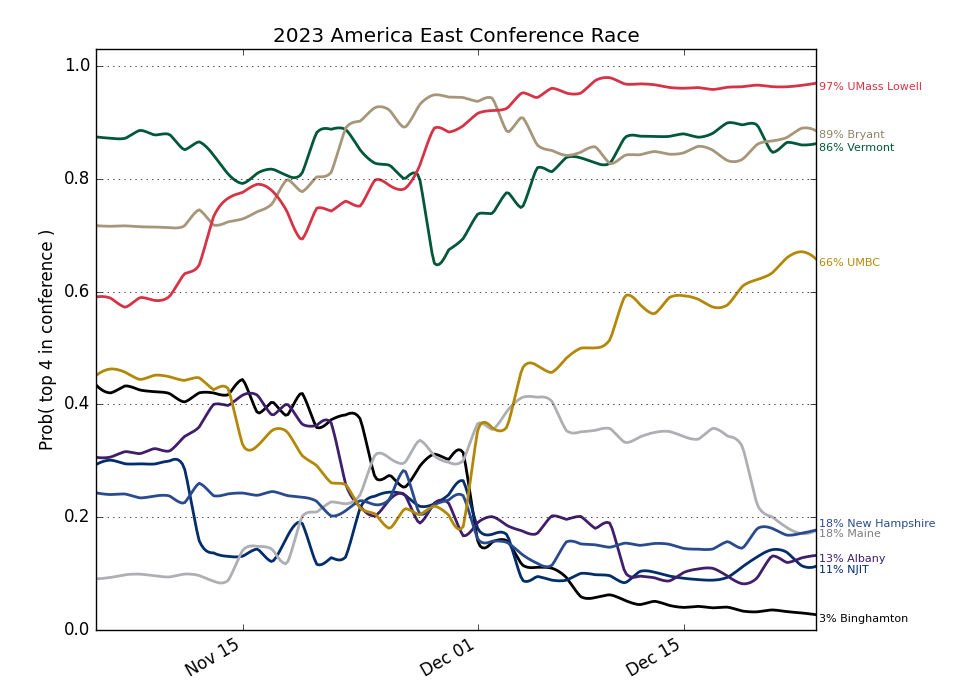 2023 America East Conference Race
Prob( top 4 in conference )
1.0
0.8
0.6
0.4
0.2
0.0
Nov 15
Dec 01
Dec 15
97% UMass Lowell
89% Bryant
86% Vermont
66% UMBC
18% New Hampshire
18% Maine
13% Albany
11% NJIT
3% Binghamton